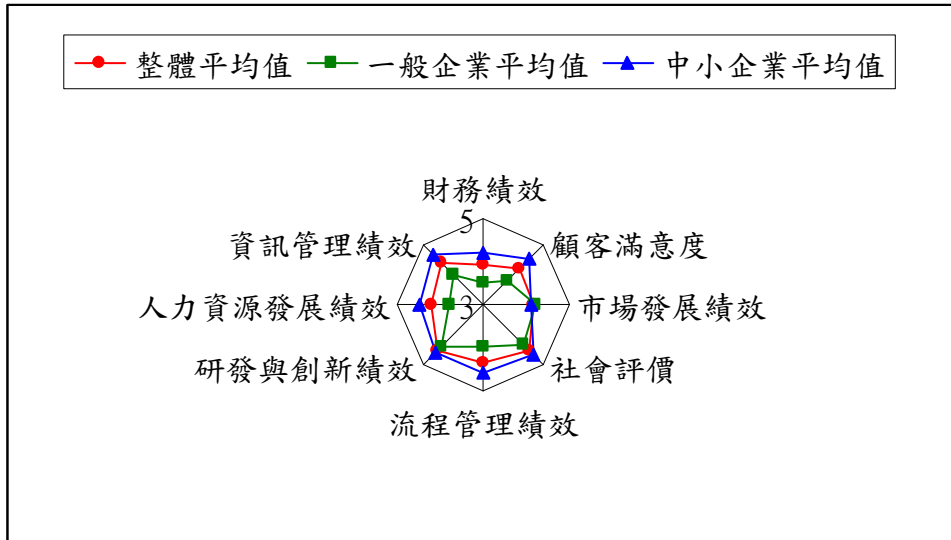 整體平均值 一般企業平均值 中小企業平均值
財務績效
5
資訊管理績效 顧客滿意度
人力資源發展績效 3 市場發展績效
研發與創新績效 社會評價
流程管理績效